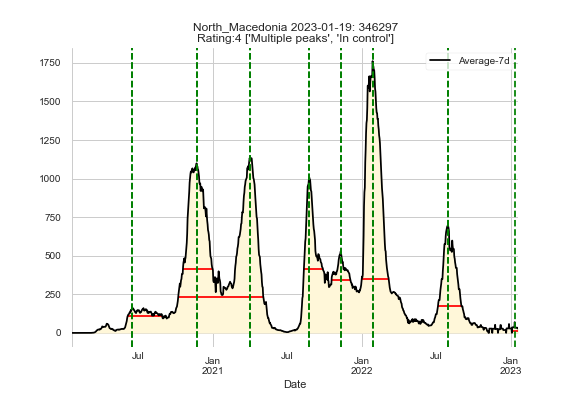 North_Macedonia 2023-01-19: 346297
Rating:4 ['Multiple peaks', 'In control']
Average-7d
1750
1500
1250
1000
750
500
250
0
Jul
Jan
2021
Jul
Jan
2022
Jul
Jan
2023
Date